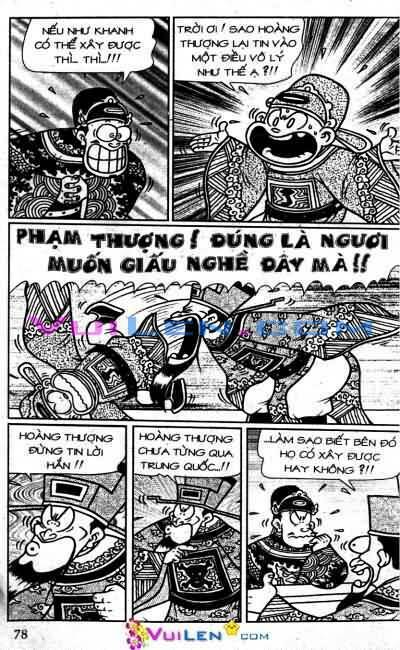 NẾU NHƯ KHANH
CÓ THỂ XÂY ĐƯỢC
THÌ... THÌ...!!!
TRỜI ƠI! SAO HOÀNG
THƯỢNG LẠI TIN VÀO
MỘT ĐIỀU VÔ LÝ
NHƯ THẾ Ạ?!!
PHẠM THƯỢNG! ĐÚNG LÀ NGƯƠI
MUỐN GIẤU NGHỀ ĐÂY MÀ!!
VUILEN.COM
HOÀNG THƯỢNG
ĐỪNG TIN LỜI
HẮN!!
HOÀNG THƯỢNG
CHƯA TỪNG QUA
TRUNG QUỐC...!!
...LÀM SAO BIẾT BÊN ĐÓ
HỌ CÓ XÂY ĐƯỢC
HAY KHÔNG?!!
78
VUILEN.COM